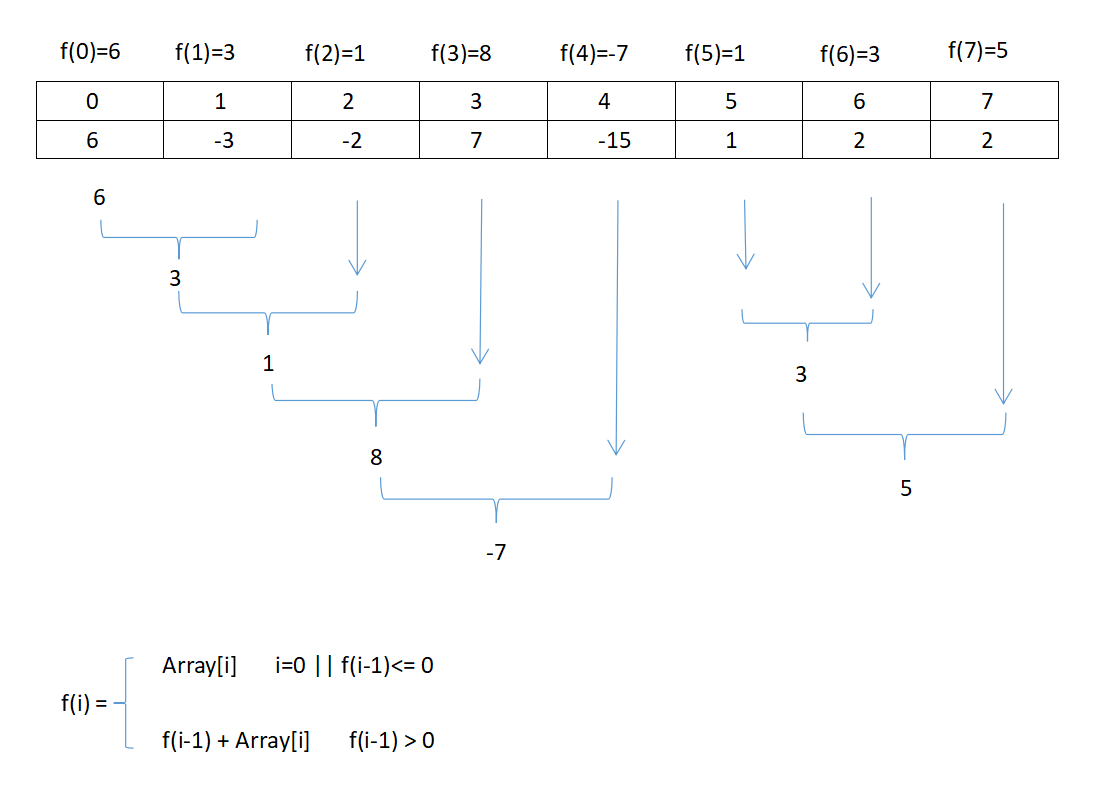 f(0)=6 f(1)=3 f(2)=1 f(3)=8 f(4)=-7 f(5)=1 f(6)=3 f(7)=5
0 1 2 3 4 5 6 7
6 -3 -2 7 -15 1 2 2
6
3
1
3
8
5
-7
Array[i] i=0 || f(i-1)<= 0
f(i) =
f(i-1) + Array[i] f(i-1) > 0